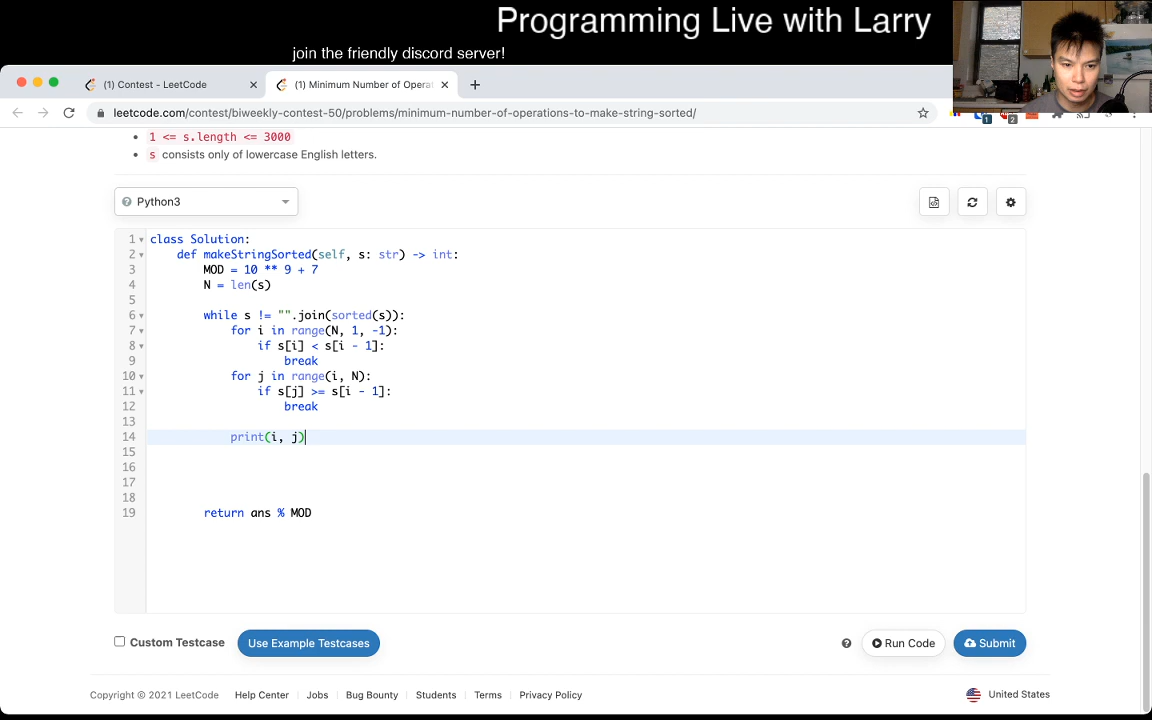 Programming Live with Larry
join the friendly discord server!
(1) Contest - LeetCode
(1) Minimum Number of Opera
leetcode.com/contest/biweekly-contest-50/problems/minimum-number-of-operations-to-make-string-sorted/
1 <= s.length <= 3000
s consists only of lowercase English letters.
Python3
1 class Solution:
2 def makeStringSorted(self, s: str) -> int:
3 MOD = 10 ** 9 + 7
4 N = len(s)
5
6 while s != "".join(sorted(s)):
7 for i in range(N, 1, -1):
8 if s[i] < s[i - 1]:
9 break
10 for j in range(i, N):
11 if s[j] >= s[i - 1]:
12 break
13
14 print(i, j)
15
16
17
18
19 return ans % MOD
Custom Testcase
Use Example Testcases
Run Code
Submit
Copyright © 2021 LeetCode
Help Center
Jobs
Bug Bounty
Students
Terms
Privacy Policy
United States